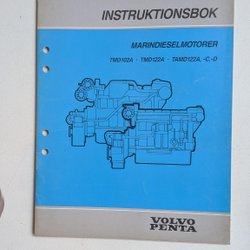 INSTRUKTIONSBOK
MARINDIESELMOTORER
TMD102A · TMD122A · TAMD122A, -C, -D
VOLVO
PENTA